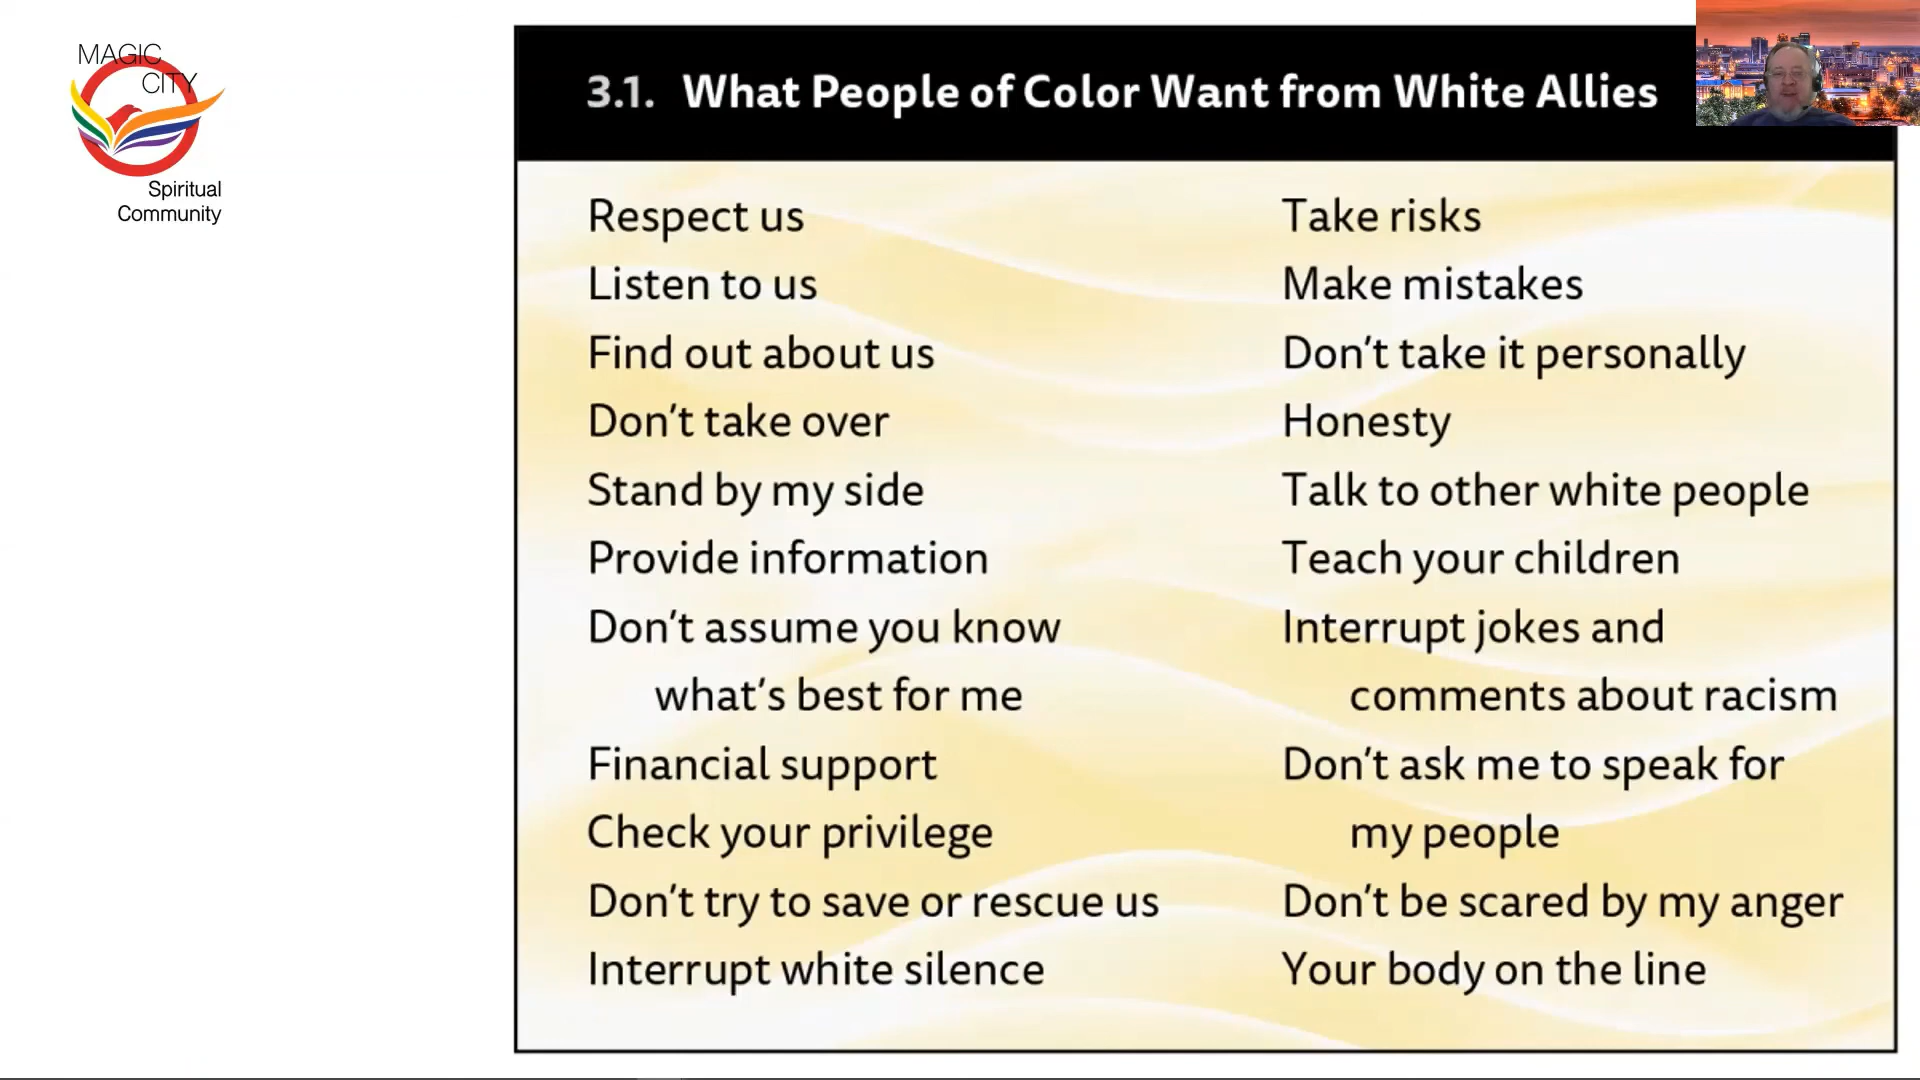 MAGIC
CITY
Spiritual
Community
3.1. What People of Color Want from White Allies
Respect us
Listen to us
Find out about us
Don’t take over
Stand by my side
Provide information
Don’t assume you know
what’s best for me
Financial support
Check your privilege
Don’t try to save or rescue us
Interrupt white silence
Take risks
Make mistakes
Don’t take it personally
Honesty
Talk to other white people
Teach your children
Interrupt jokes and
comments about racism
Don’t ask me to speak for
my people
Don’t be scared by my anger
Your body on the line